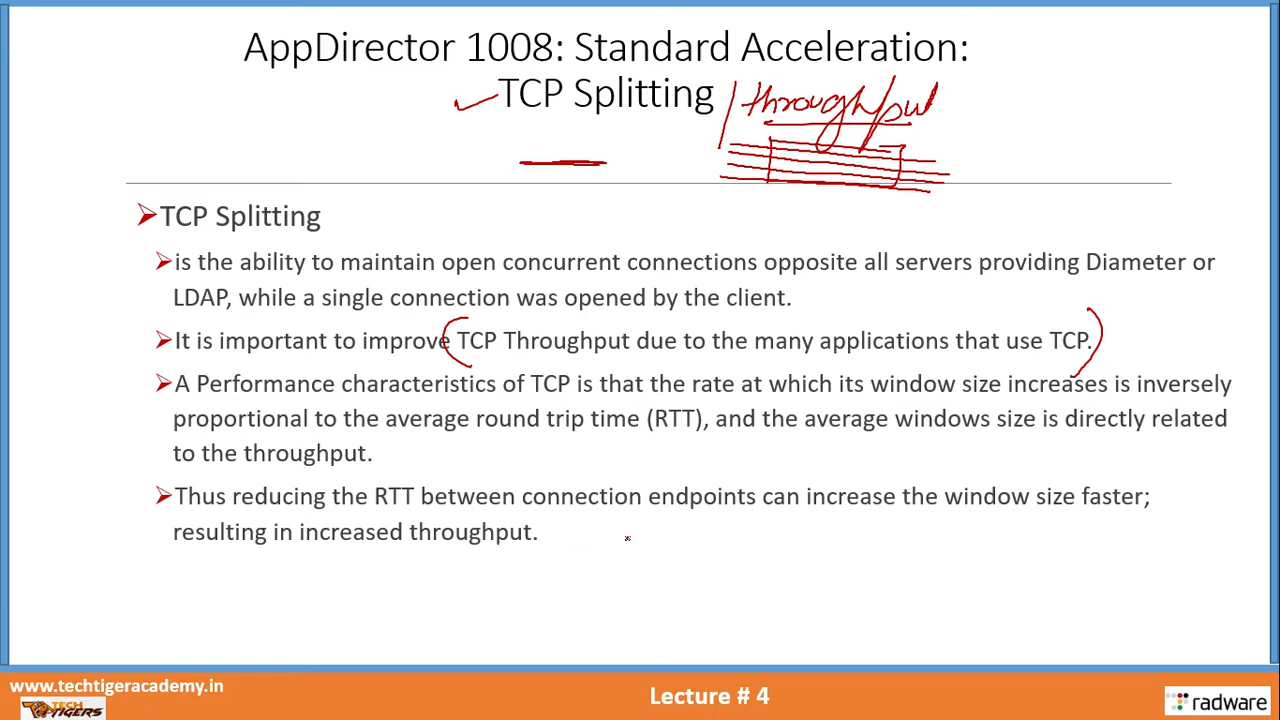 AppDirector 1008: Standard Acceleration:
TCP Splitting
throughput
TCP Splitting
is the ability to maintain open concurrent connections opposite all servers providing Diameter or
LDAP, while a single connection was opened by the client.
It is important to improve TCP Throughput due to the many applications that use TCP.
A Performance characteristics of TCP is that the rate at which its window size increases is inversely
proportional to the average round trip time (RTT), and the average windows size is directly related
to the throughput.
Thus reducing the RTT between connection endpoints can increase the window size faster;
resulting in increased throughput.
www.techtigeracademy.in
TECH
TIGERS
Lecture # 4
radware